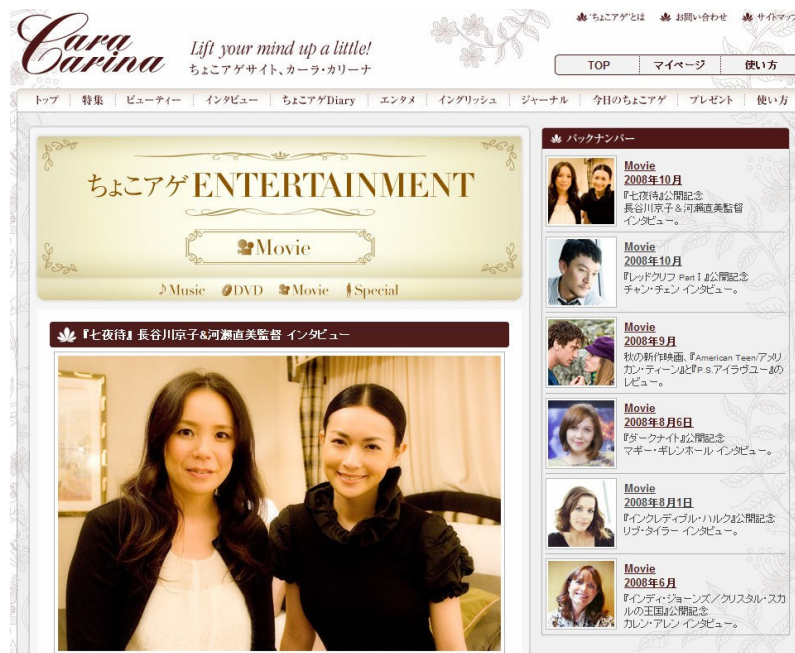 Cara Carina
Lift your mind up a little!
ちょこアゲサイト、カーラ・カリーナ
"ちょこアゲ"とは
お問い合わせ
サイトマップ
TOP
マイページ
使い方
トップ
特集
ビューティー
インタビュー
ちょこアゲDiary
エンタメ
イングリッシュ
ジャーナル
今日のちょこアゲ
プレゼント
使い方
ちょこアゲ ENTERTAINMENT
Movie
Music
DVD
Movie
Special
『七夜待』 長谷川京子&河瀬直美監督 インタビュー
バックナンバー
Movie
2008年10月
『七夜待』公開記念
長谷川京子&河瀬直美監督
インタビュー。
Movie
2008年10月
『レッドクリフ Part I 』公開記念
チャン・チェン インタビュー。
Movie
2008年9月
秋の新作映画、『American Teen/アメリ
カン・ティーン』と『P.S.アイラヴユー』の
レビュー。
Movie
2008年8月6日
『ダークナイト』公開記念
マギー・ギレンホール インタビュー。
Movie
2008年8月1日
『インクレディブル・ハルク』公開記念
リブ・タイラー インタビュー。
Movie
2008年6月
『インディ・ジョーンズ/クリスタル・スカ
ルの王国』公開記念
カレン・アレン インタビュー。